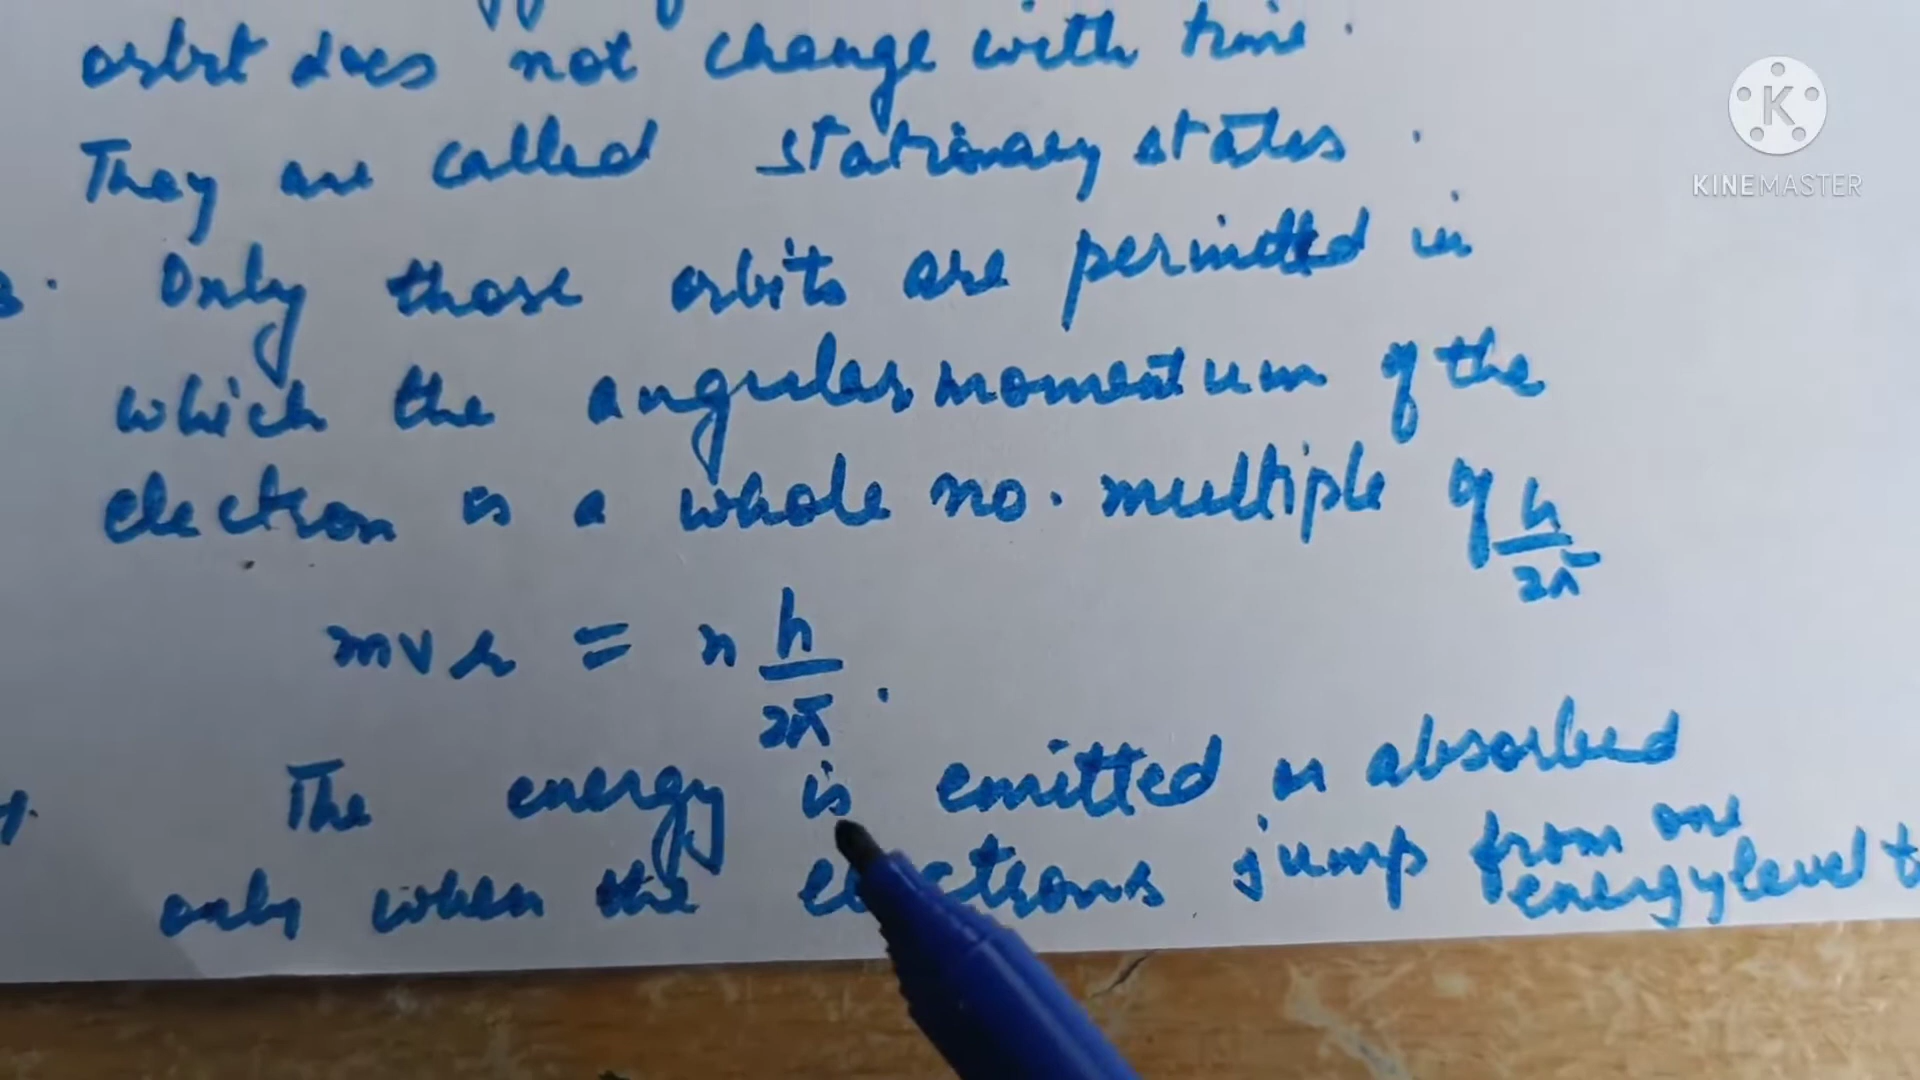 orbit does not change with time.
They are called stationary states.
3. Only those orbits are permitted in
which the angular momentum of the
electron is a whole no. multiple of h/2π
mvr = n h/2π.
4. The energy is emitted or absorbed
only when the electrons jump from one
energy level to
K
KINEMASTER